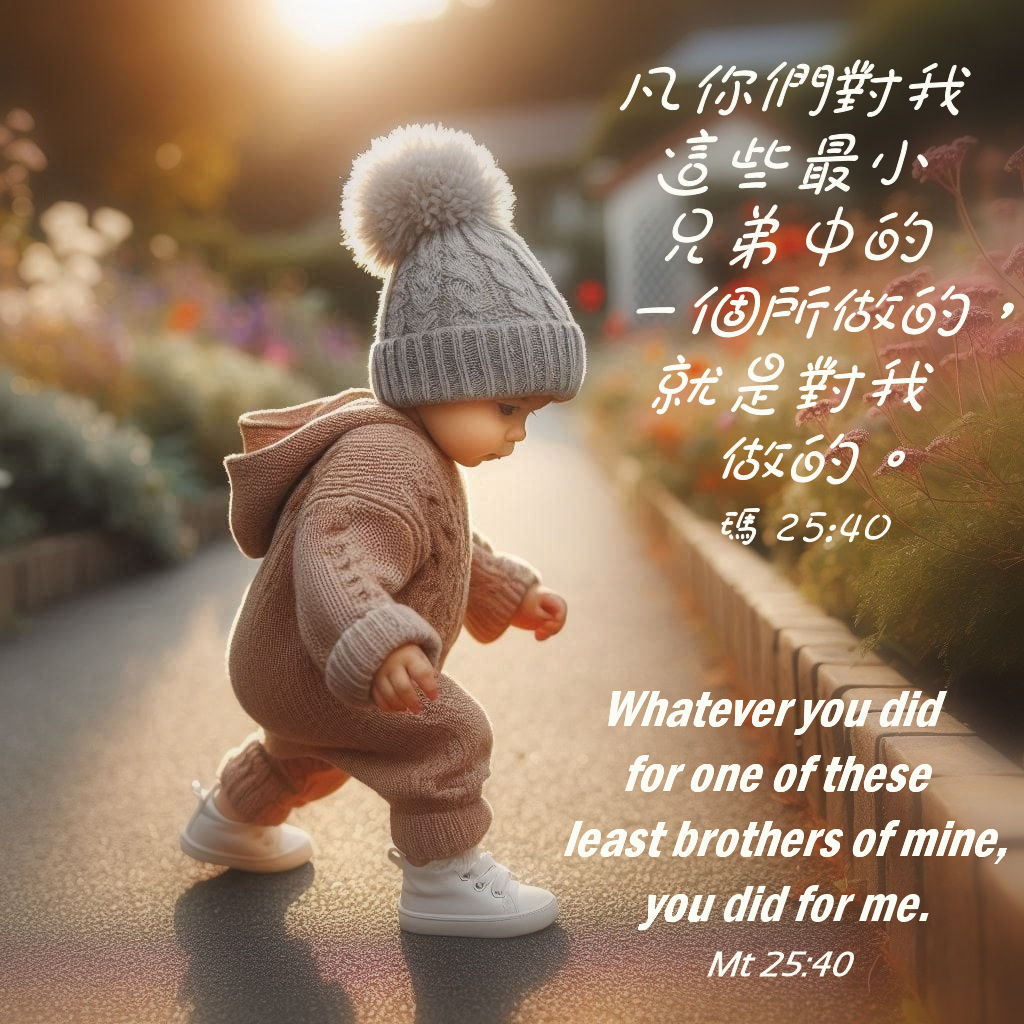 凡你們對我
這些最小
兄弟中的
一個所做的，
就是對我
做的。
瑪 25:40
Whatever you did
for one of these
least brothers of mine,
you did for me.
Mt 25:40